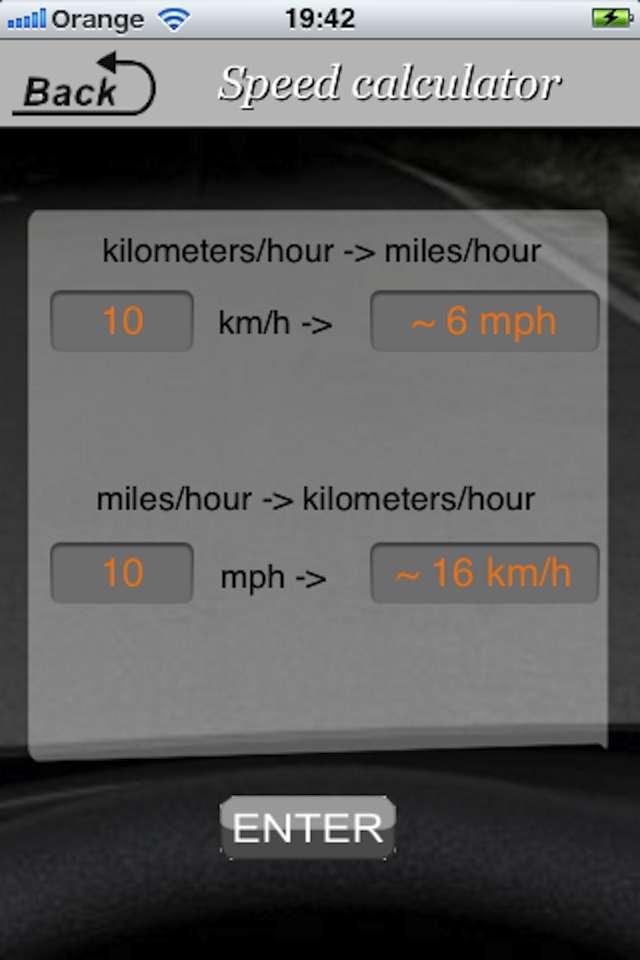 Orange 19:42
Back Speed calculator
kilometers/hour -> miles/hour
10 km/h -> ~ 6 mph
miles/hour -> kilometers/hour
10 mph -> ~ 16 km/h
ENTER